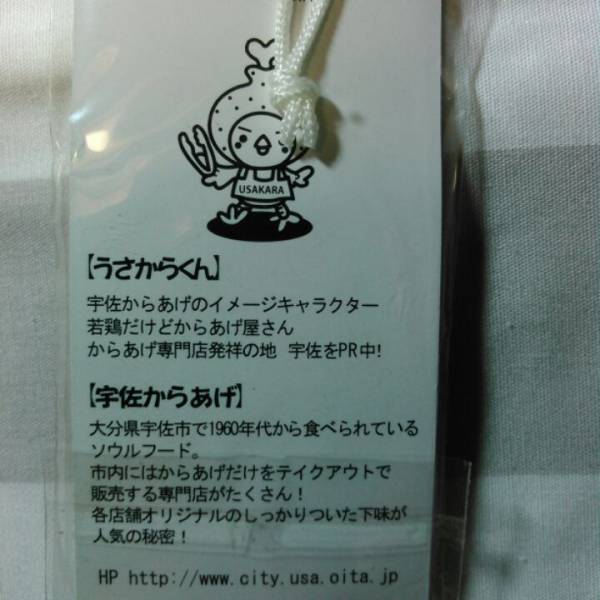 USAKARA
【うさからくん】
宇佐からあげのイメージキャラクター
若鶏だけどからあげ屋さん
からあげ専門店発祥の地 宇佐をPR中!
【宇佐からあげ】
大分県宇佐市で1960年代から食べられている
ソウルフード。
市内にはからあげだけをテイクアウトで
販売する専門店がたくさん!
各店舗オリジナルのしっかりついた下味が
人気の秘密!
HP http://www.city.usa.oita.jp